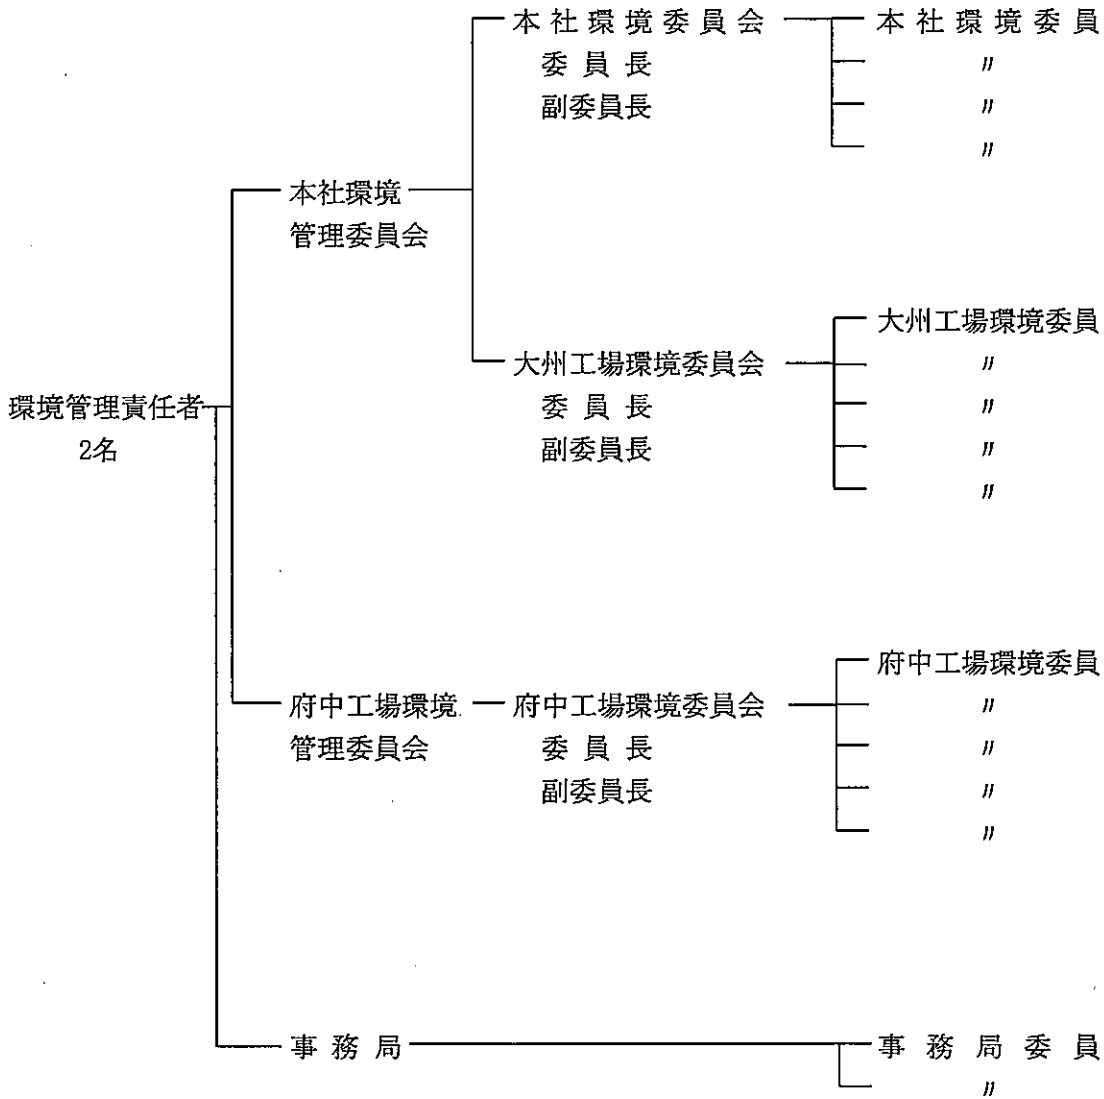 本社環境委員会 本社環境委員
委員長 〃
副委員長 〃
〃
本社環境
管理委員会
大州工場環境委員
大州工場環境委員会 〃
環境管理責任者 委員長 〃
2名 副委員長 〃
〃
府中工場環境委員
府中工場環境 府中工場環境委員会 〃
管理委員会 委員長 〃
副委員長 〃
〃
事務局 事務局委員
〃